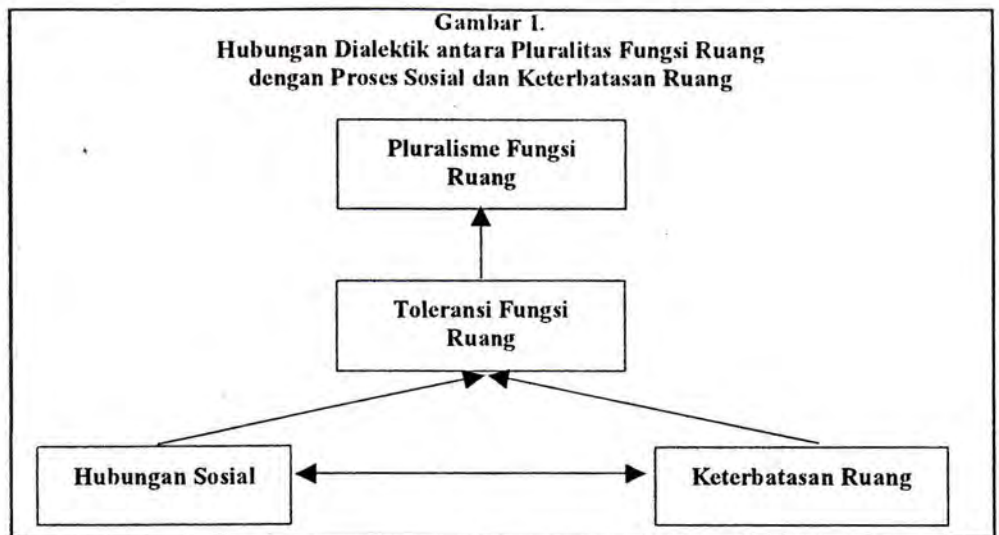 Gambar 1.
Hubungan Dialektik antara Pluralitas Fungsi Ruang
dengan Proses Sosial dan Keterbatasan Ruang
Pluralisme Fungsi
Ruang
Toleransi Fungsi
Ruang
Hubungan Sosial
Keterbatasan Ruang